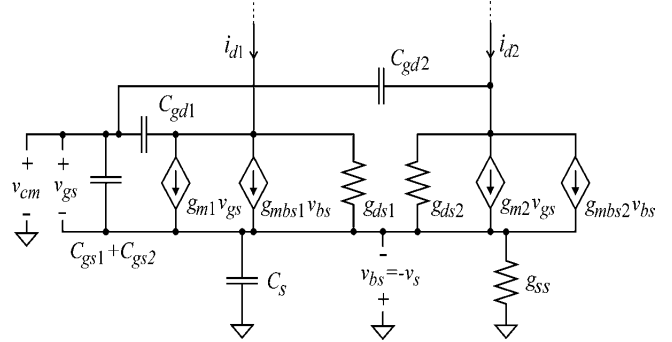 i_{d1}
i_{d2}
C_{gd2}
C_{gd1}
+ +
v_{cm} v_{gs}
- -
g_{m1}v_{gs} g_{mbs1}v_{bs} g_{ds1} g_{ds2} g_{m2}v_{gs} g_{mbs2}v_{bs}
C_{gs1}+C_{gs2}
C_s
-
v_{bs}=-v_s
+
g_{ss}